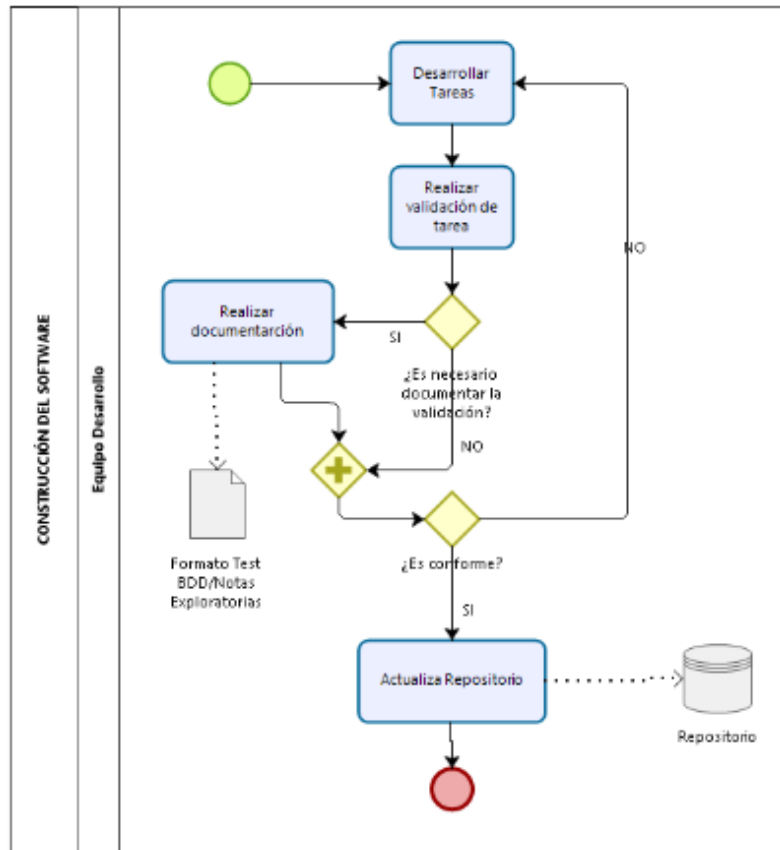 CONSTRUCCIÓN DEL SOFTWARE
Equipo Desarrollo
Desarrollar
Tareas
Realizar
validación de
tarea
NO
Realizar
documentarción
SI
¿Es necesario
documentar la
validación?
NO
Formato Test
BDD/Notas
Exploratorias
¿Es conforme?
SI
Actualiza Repositorio
Repositorio